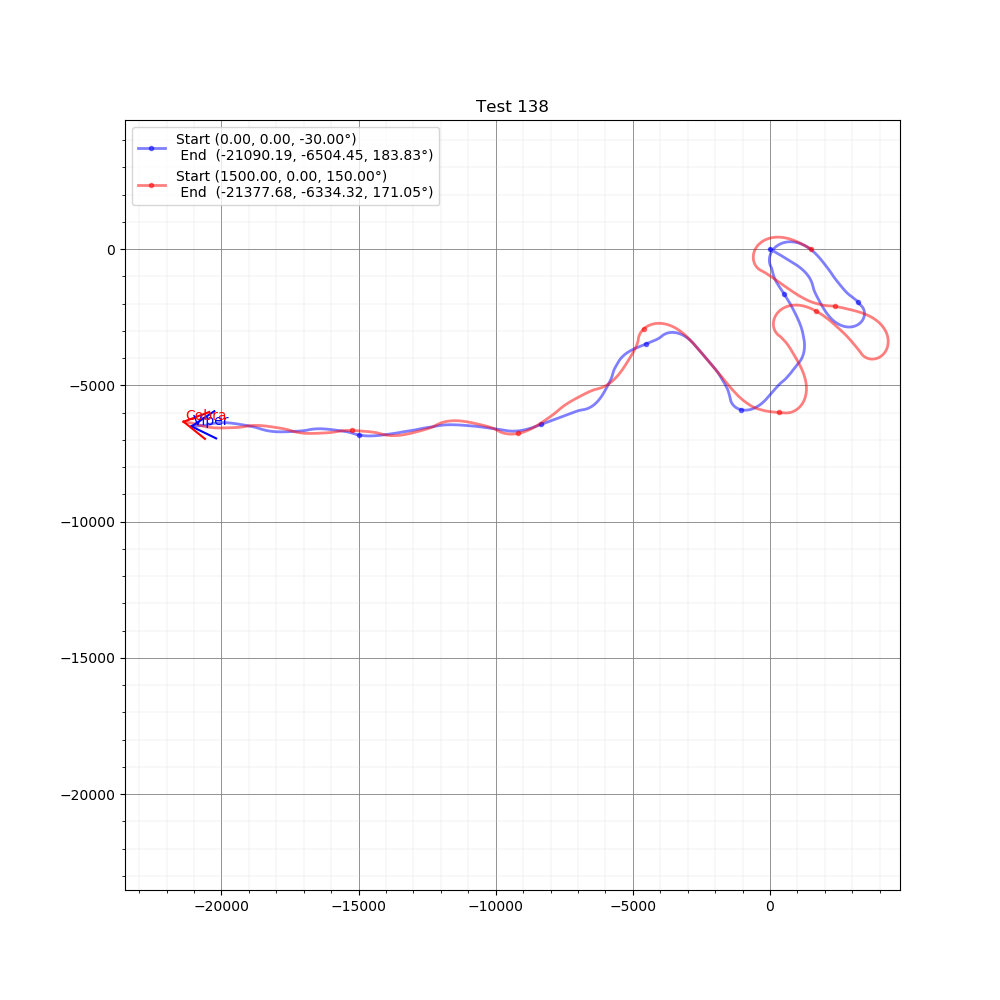 Test 138
Start (0.00, 0.00, -30.00°)
End  (-21090.19, -6504.45, 183.83°)
Start (1500.00, 0.00, 150.00°)
End  (-21377.68, -6334.32, 171.05°)
0
−5000
Cobra
Viper
−10000
−15000
−20000
−20000 −15000 −10000 −5000 0